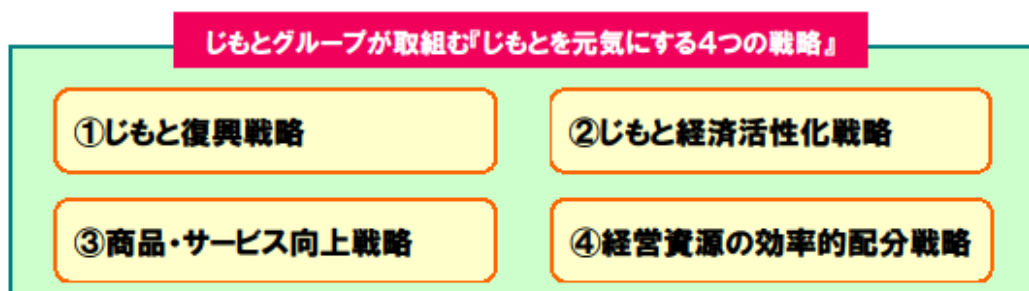 じもとグループが取組む『じもとを元気にする4つの戦略』
①じもと復興戦略
②じもと経済活性化戦略
③商品・サービス向上戦略
④経営資源の効率的配分戦略